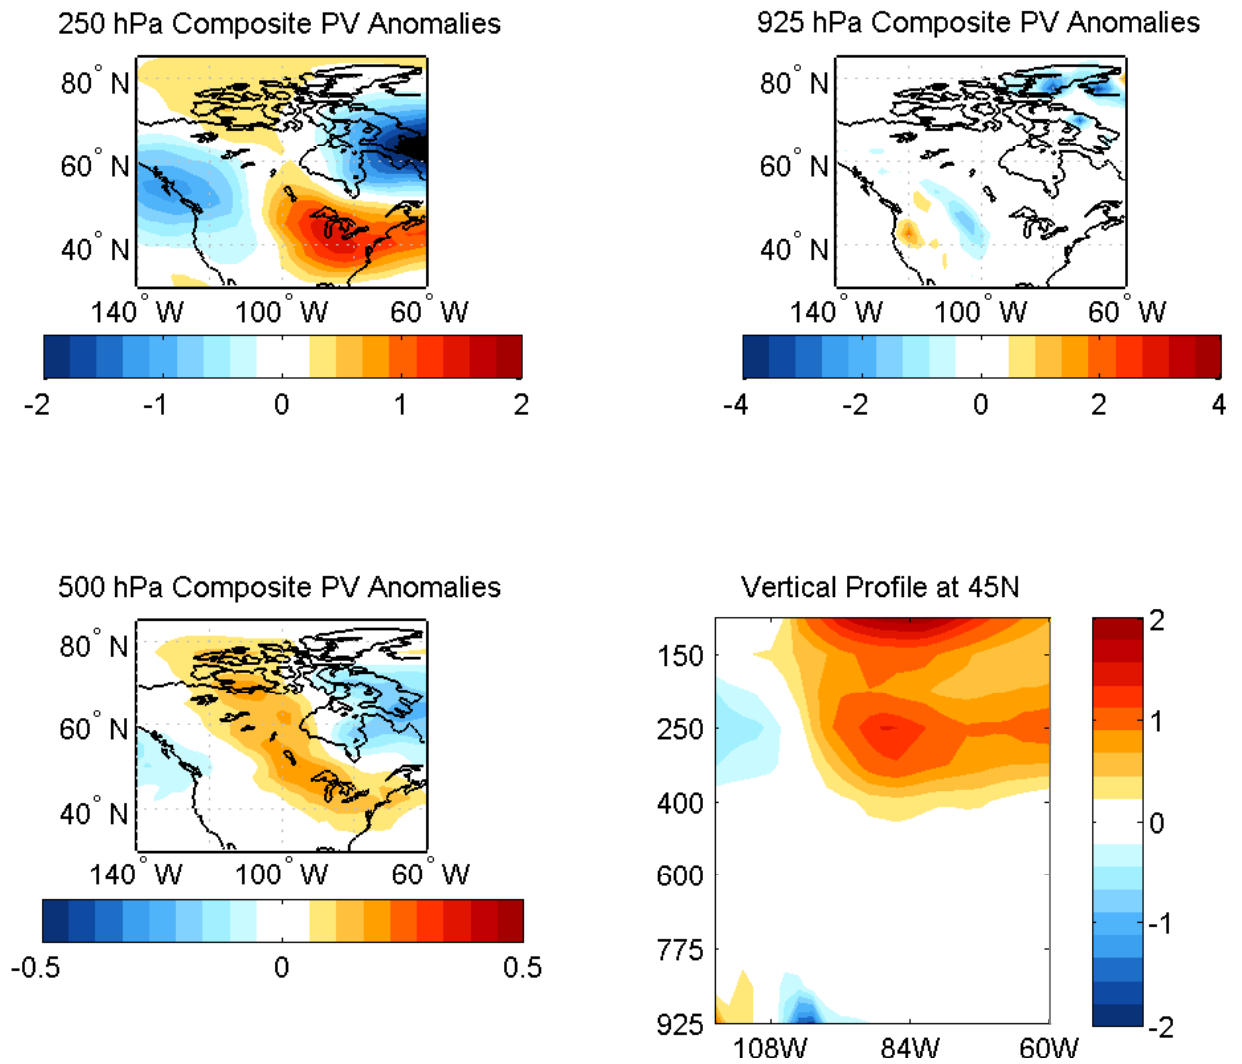 250 hPa Composite PV Anomalies
80° N
60° N
40° N
140° W 100° W 60° W
-2 -1 0 1 2
925 hPa Composite PV Anomalies
80° N
60° N
40° N
140° W 100° W 60° W
-4 -2 0 2 4
500 hPa Composite PV Anomalies
80° N
60° N
40° N
140° W 100° W 60° W
-0.5 0 0.5
Vertical Profile at 45N
150
250
400
600
775
925
108W 84W 60W
2
1
0
-1
-2